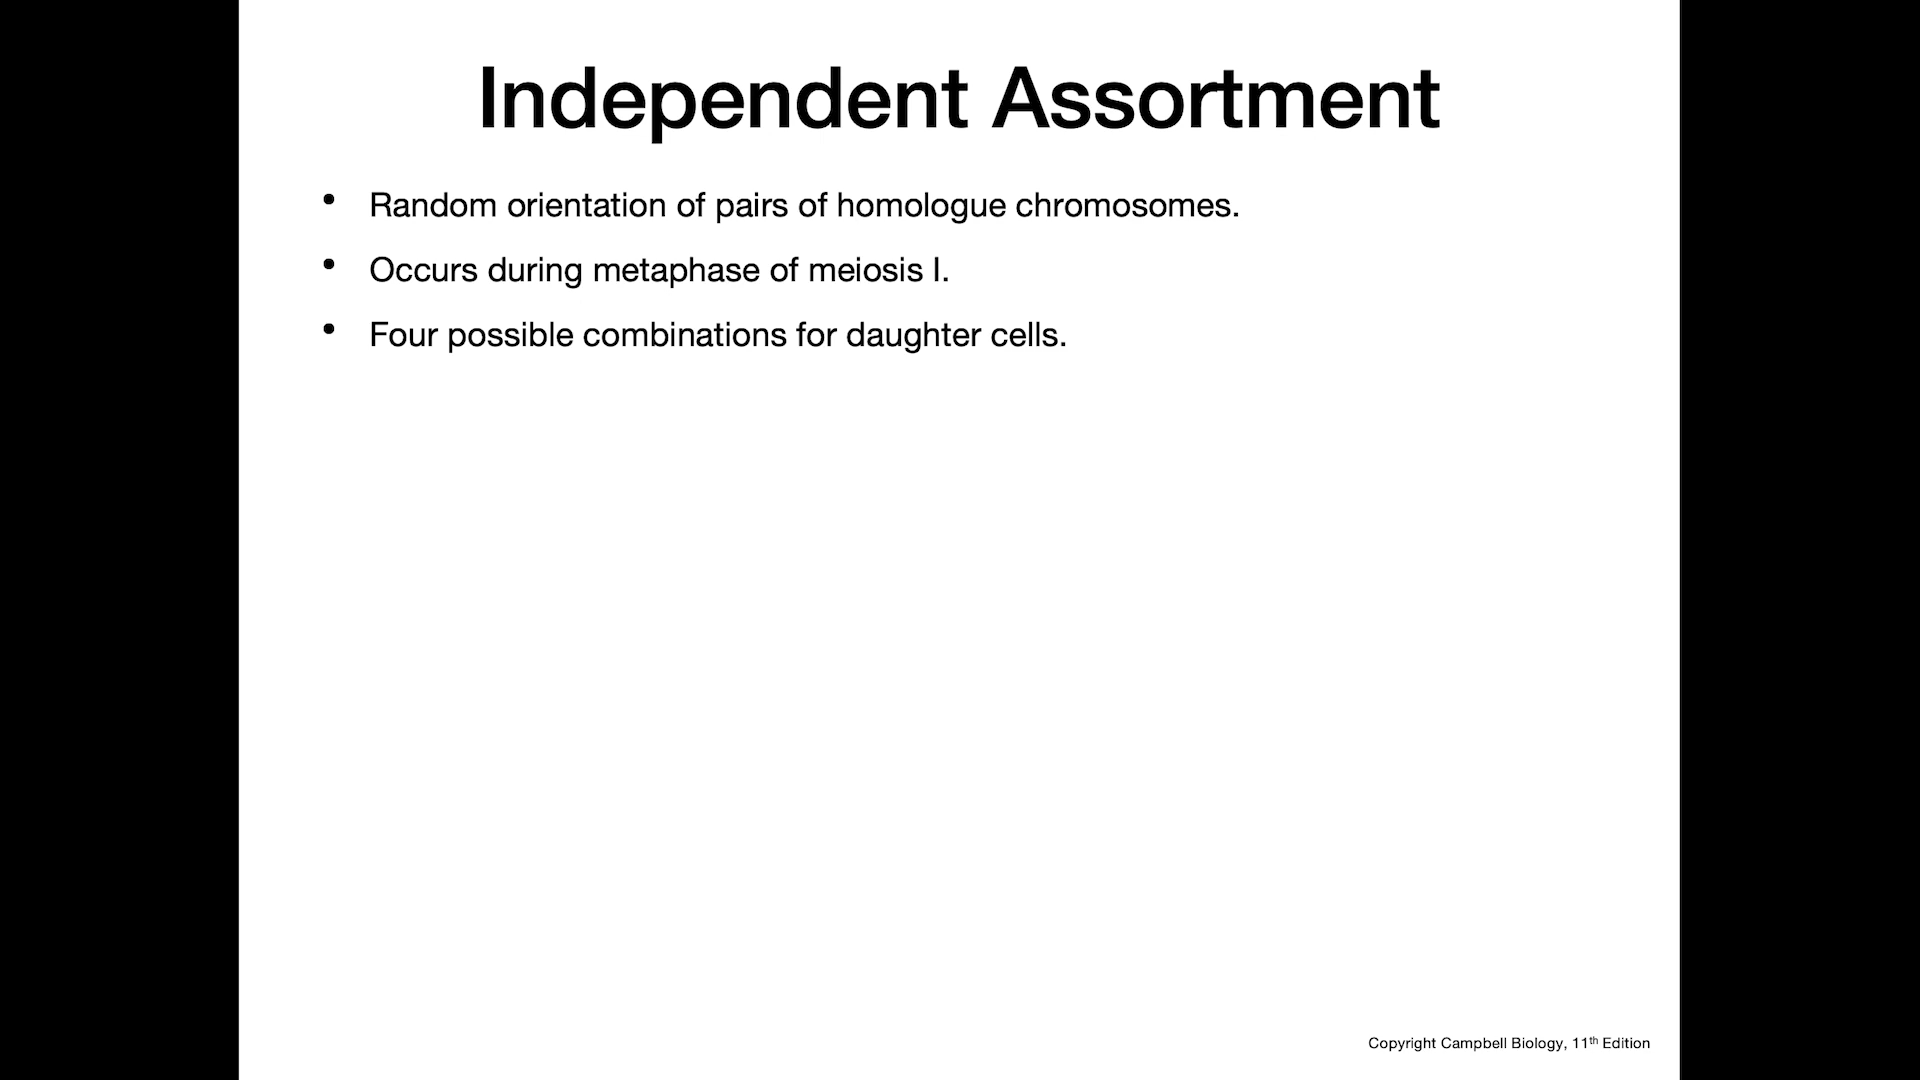 Independent Assortment
• Random orientation of pairs of homologue chromosomes.
• Occurs during metaphase of meiosis I.
• Four possible combinations for daughter cells.
Copyright Campbell Biology, 11th Edition